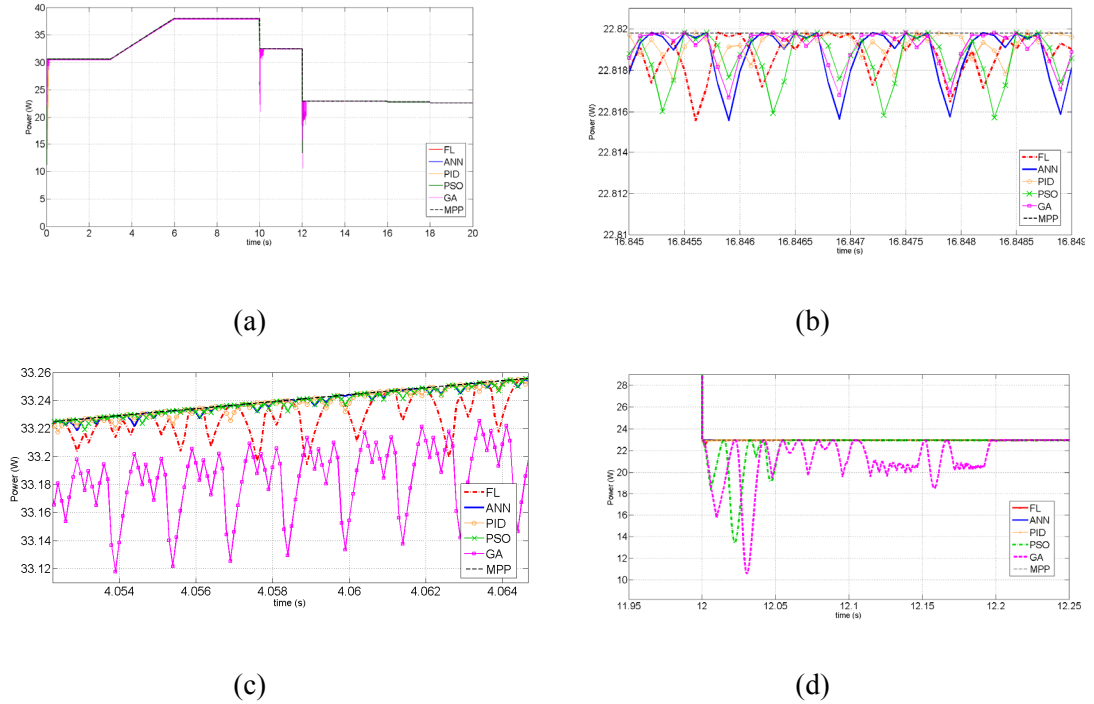 40
35
30
25
20
15
10
5
0
Power (W)
0 2 4 6 8 10 12 14 16 18 20
time (s)
FL
ANN
PID
PSO
GA
MPP
(a)
22.82
22.818
22.816
22.814
22.812
22.81
Power (W)
16.845 16.8455 16.846 16.8465 16.847 16.8475 16.848 16.8485 16.849
time (s)
FL
ANN
PID
PSO
GA
MPP
(b)
33.26
33.24
33.22
33.2
33.18
33.16
33.14
33.12
Power (W)
4.054 4.056 4.058 4.06 4.062 4.064
time (s)
FL
ANN
PID
PSO
GA
MPP
(c)
28
26
24
22
20
18
16
14
12
10
Power (W)
11.95 12 12.05 12.1 12.15 12.2 12.25
time (s)
FL
ANN
PID
PSO
GA
MPP
(d)